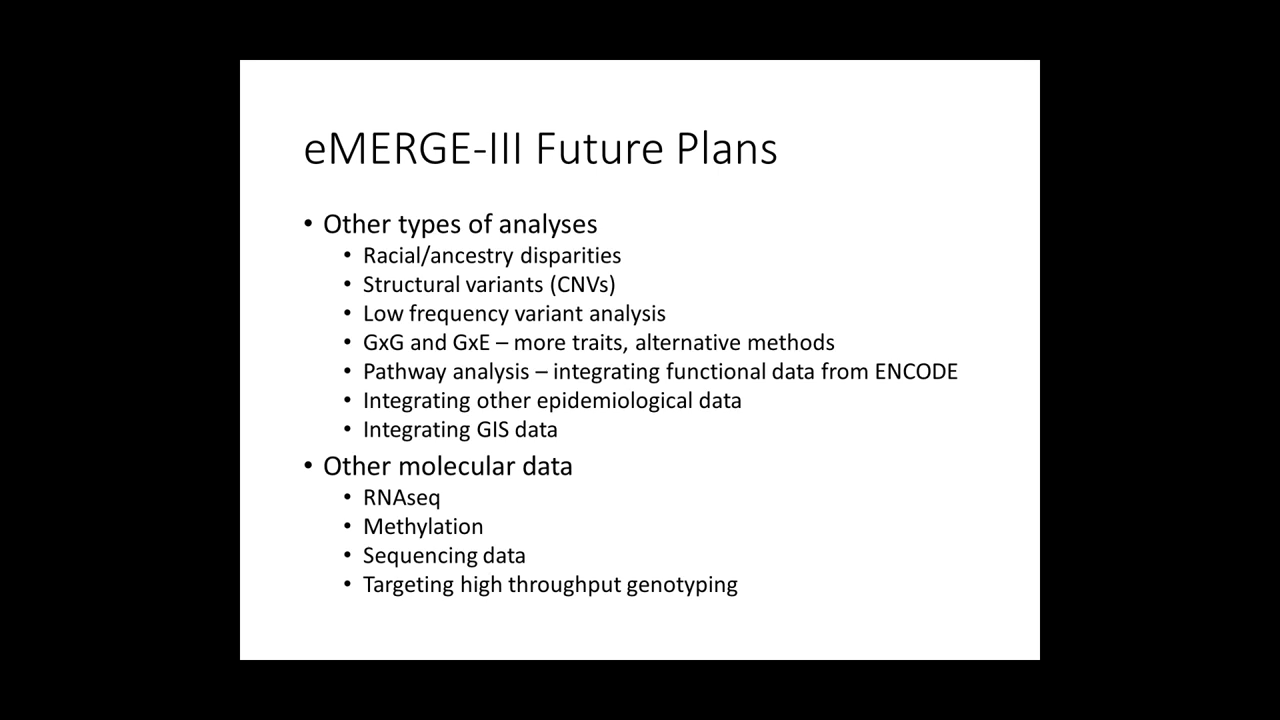 eMERGE-III Future Plans
• Other types of analyses
• Racial/ancestry disparities
• Structural variants (CNVs)
• Low frequency variant analysis
• GxG and GxE – more traits, alternative methods
• Pathway analysis – integrating functional data from ENCODE
• Integrating other epidemiological data
• Integrating GIS data
• Other molecular data
• RNAseq
• Methylation
• Sequencing data
• Targeting high throughput genotyping